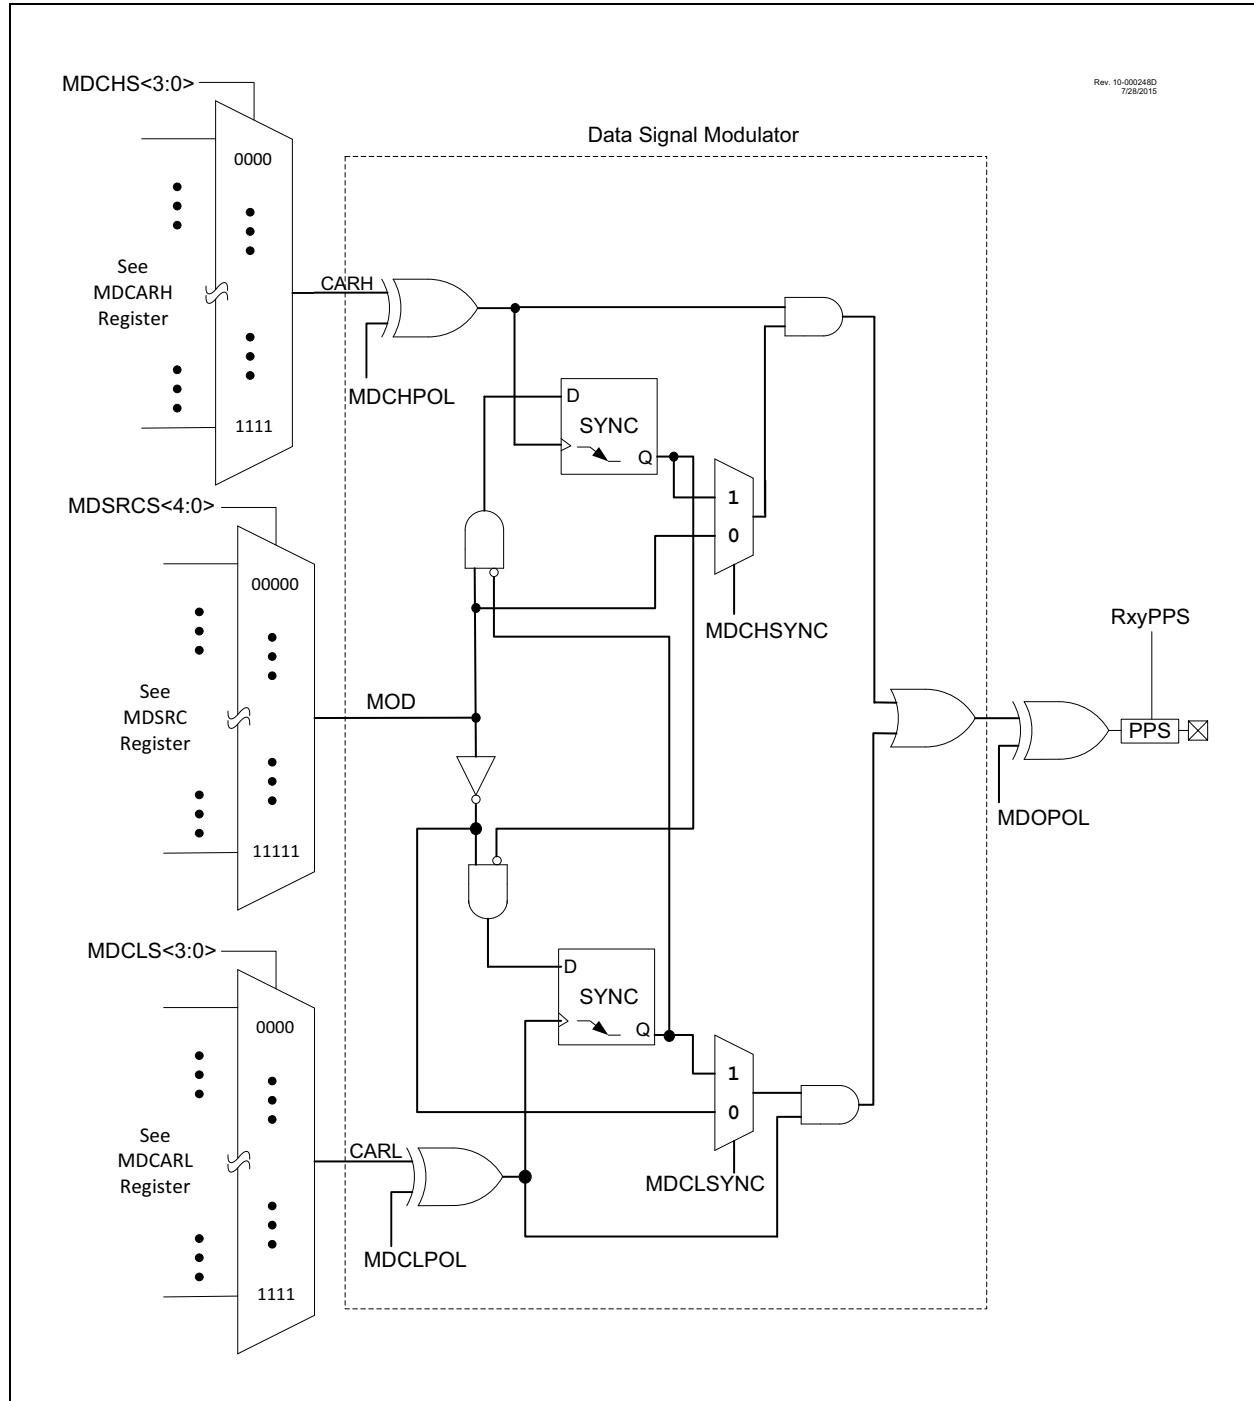 MDCHS<3:0>
Rev. 10-000248D
7/28/2015
Data Signal Modulator
0000
See
MDCARH
Register
CARH
MDCHPOL
D
SYNC
Q
1111
1
0
MDSRCS<4:0>
00000
MDCHSYNC
RxyPPS
See
MDSRC
Register
MOD
PPS
MDOPOL
11111
MDCLS<3:0>
D
SYNC
Q
0000
1
0
See
MDCARL
Register
CARL
MDCLSYNC
MDCLPOL
1111